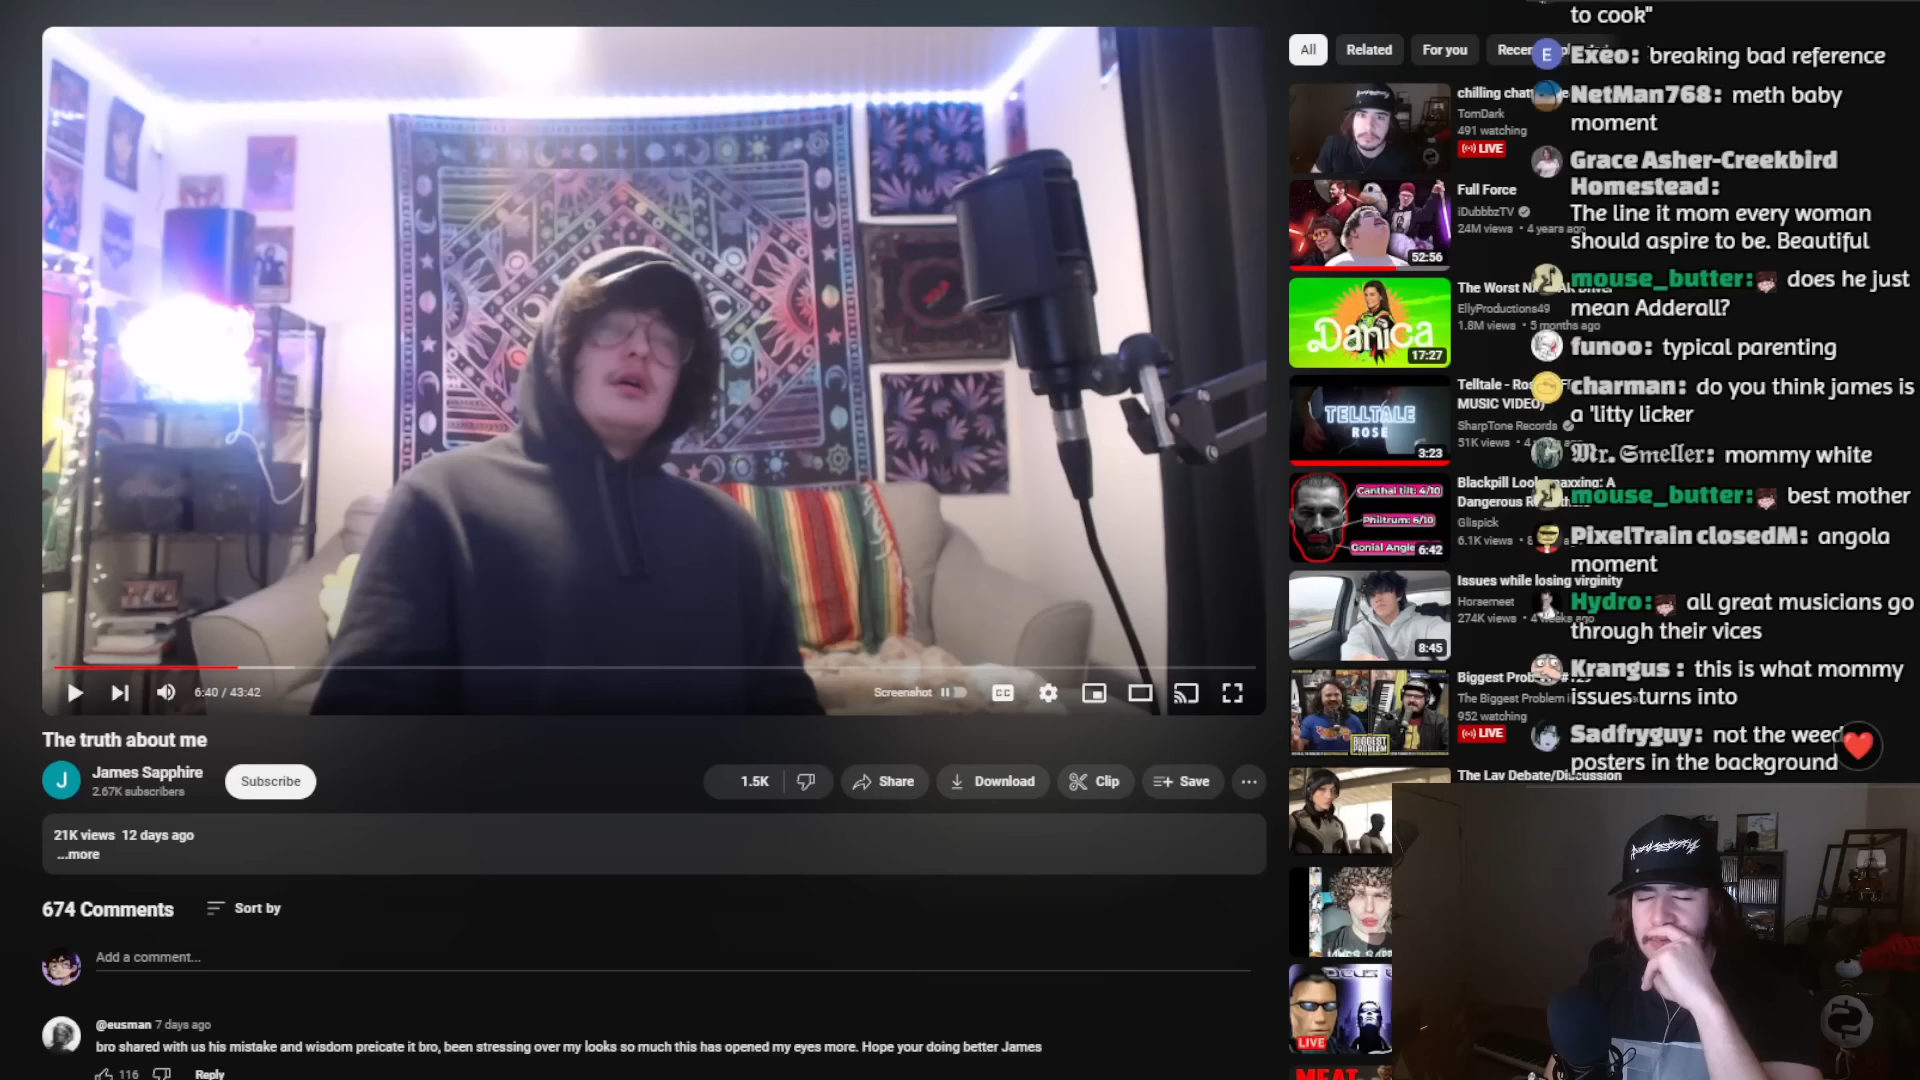 6:40 / 43:42
Screenshot
CC
The truth about me
J
James Sapphire
2.67K subscribers
Subscribe
1.5K
Share
Download
Clip
Save
21K views 12 days ago
...more
674 Comments
Sort by
Add a comment...
@eusman 7 days ago
bro shared with us his mistake and wisdom preicate it bro, been stressing over my looks so much this has opened my eyes more. Hope your doing better James
116
Reply
All
Related
For you
TomDark
491 watching
LIVE
Full Force
iDubbbzTV
24M views • 4 years ago
52:56
The Worst
EllyProductions49
1.8M views • 5 months ago
Danica
17:27
Telltale -
MUSIC VIDEO)
SharpTone Records
51K views
TELLTALE
ROSE
3:23
Blackpill
A
Dangerous
Glispick
6.1K views
Canthal tilt: 4/10
Philtrum: 6/10
Gonial Angle
6:42
Issues while losing virginity
Horsemeet
274K views
8:45
Biggest
The Biggest Problem
952 watching
LIVE
BIGGEST
PROBLEM
The Lav Debate/Discussion
LIVE
MEAT
to cook"
E
Exeo: breaking bad reference
NetMan768: meth baby
moment
Grace Asher-Creekbird
Homestead:
The line it mom every woman
should aspire to be. Beautiful
mouse_butter: does he just
mean Adderall?
funoo: typical parenting
charman: do you think james is
a 'litty licker
Mr. Smeller: mommy white
mouse_butter: best mother
PixelTrain closedM: angola
moment
Hydro: all great musicians go
through their vices
Krangus : this is what mommy
issues turns into
Sadfryguy: not the weed
posters in the background